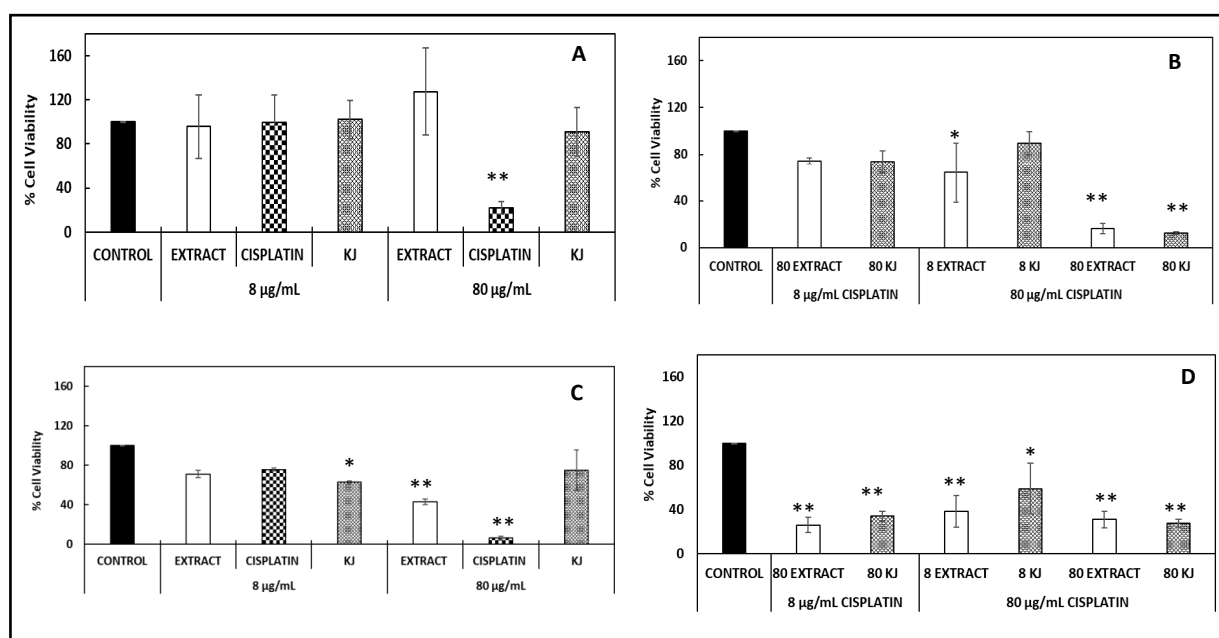 A
% Cell Viability
160
120
80
40
0
**
CONTROL EXTRACT CISPLATIN KJ EXTRACT CISPLATIN KJ
8 µg/mL 80 µg/mL
B
% Cell Viability
160
120
80
40
0
* ** **
CONTROL 80 EXTRACT 80 KJ 8 EXTRACT 8 KJ 80 EXTRACT 80 KJ
8 µg/mL CISPLATIN 80 µg/mL CISPLATIN
C
% Cell Viability
160
120
80
40
0
* ** **
CONTROL EXTRACT CISPLATIN KJ EXTRACT CISPLATIN KJ
8 µg/mL 80 µg/mL
D
% Cell Viability
160
120
80
40
0
** ** ** * ** **
CONTROL 80 EXTRACT 80 KJ 8 EXTRACT 8 KJ 80 EXTRACT 80 KJ
8 µg/mL CISPLATIN 80 µg/mL CISPLATIN